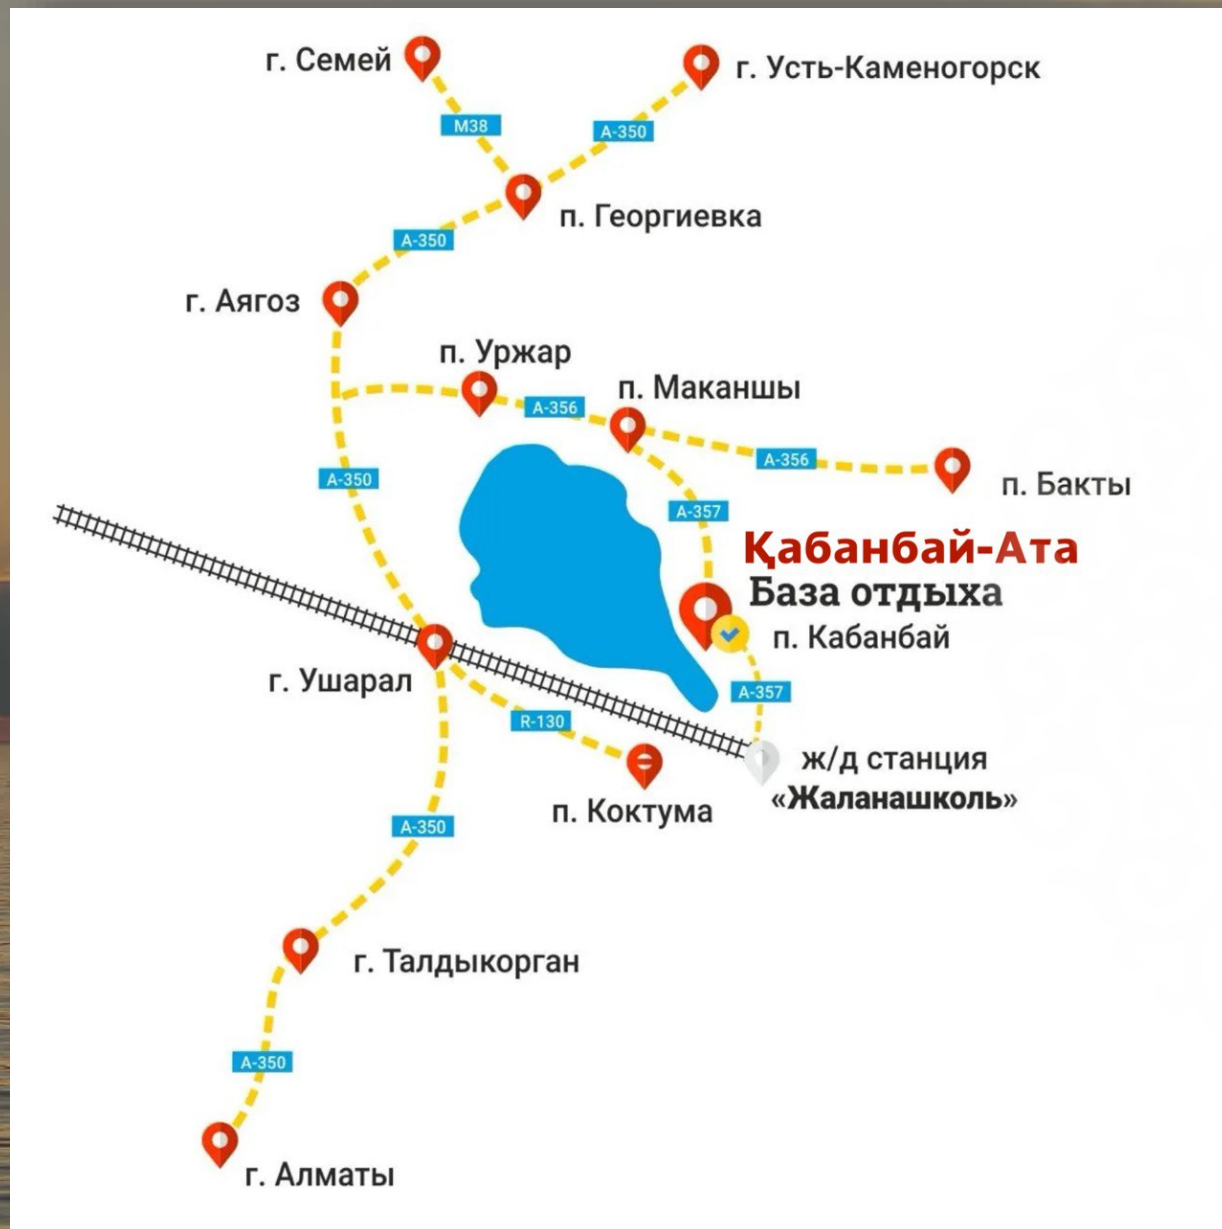 г. Семей
г. Усть-Каменогорск
М38
А-350
п. Георгиевка
А-350
г. Аягоз
п. Уржар
п. Маканшы
А-356
А-356
А-350
п. Бакты
А-357
Қабанбай-Ата
База отдыха
п. Кабанбай
г. Ушарал
А-357
R-130
ж/д станция
«Жаланашколь»
п. Коктума
А-350
г. Талдыкорган
А-350
г. Алматы